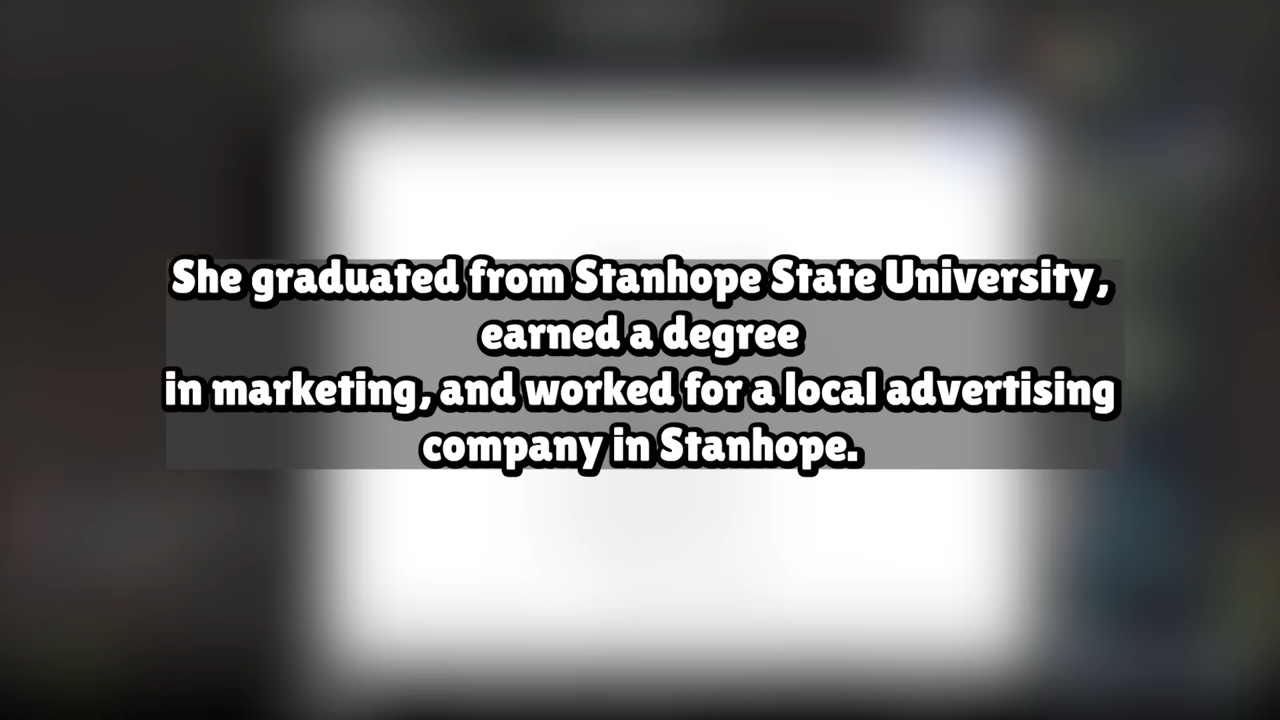 She graduated from Stanhope State University,
earned a degree
in marketing, and worked for a local advertising
company in Stanhope.